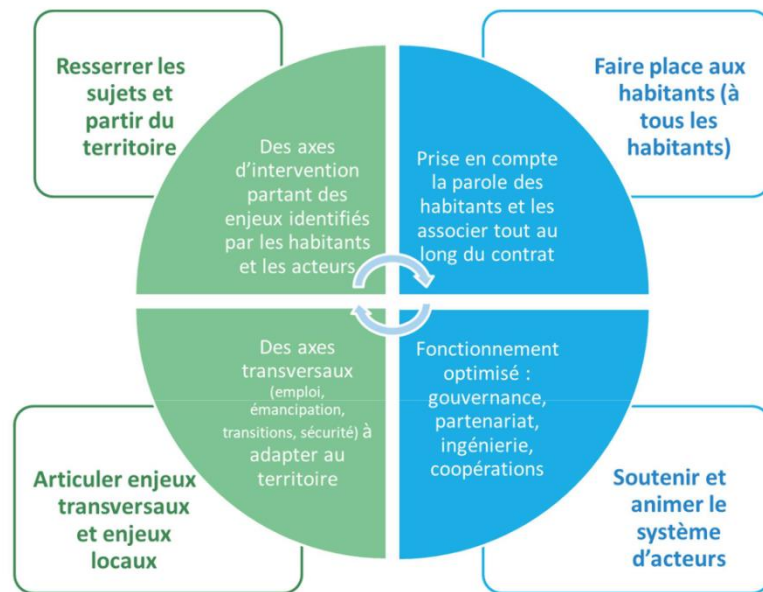 Resserrer les
sujets et
partir du
territoire
Des axes
d'intervention
partant des
enjeux identifiés
par les habitants
et les acteurs
Faire place aux
habitants (à
tous les
habitants)
Prise en compte
la parole des
habitants et les
associer tout au
long du contrat
Des axes
transversaux
(emploi,
émancipation,
transitions, sécurité) à
adapter au
territoire
Articuler enjeux
transversaux
et enjeux
locaux
Fonctionnement
optimisé :
gouvernance,
partenariat,
ingénierie,
coopérations
Soutenir et
animer le
système
d'acteurs